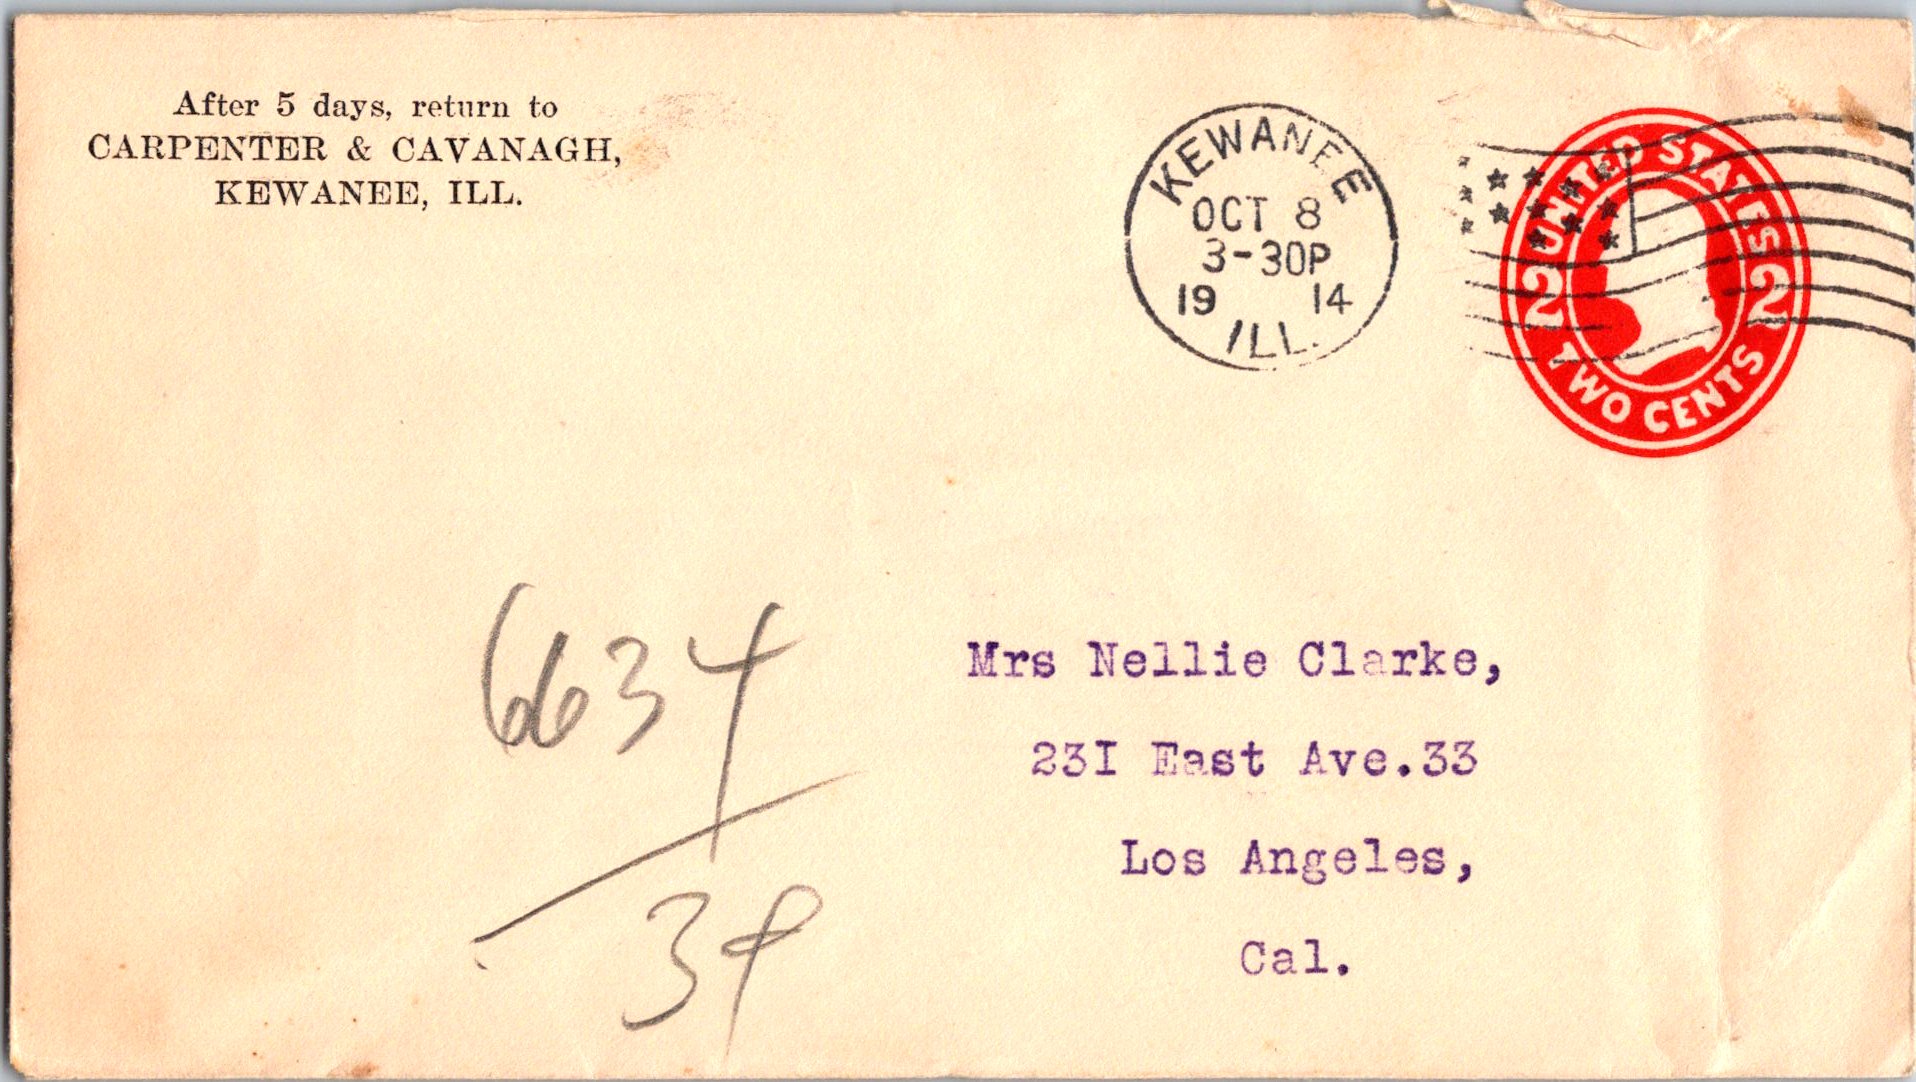 After 5 days, return to
CARPENTER & CAVANAGH,
KEWANEE, ILL.
KEWANEE
OCT 8
3-30P
19 14
ILL.
UNITED STATES
2 2
TWO CENTS
6634
34
Mrs Nellie Clarke,
23I East Ave.33
Los Angeles,
Cal.